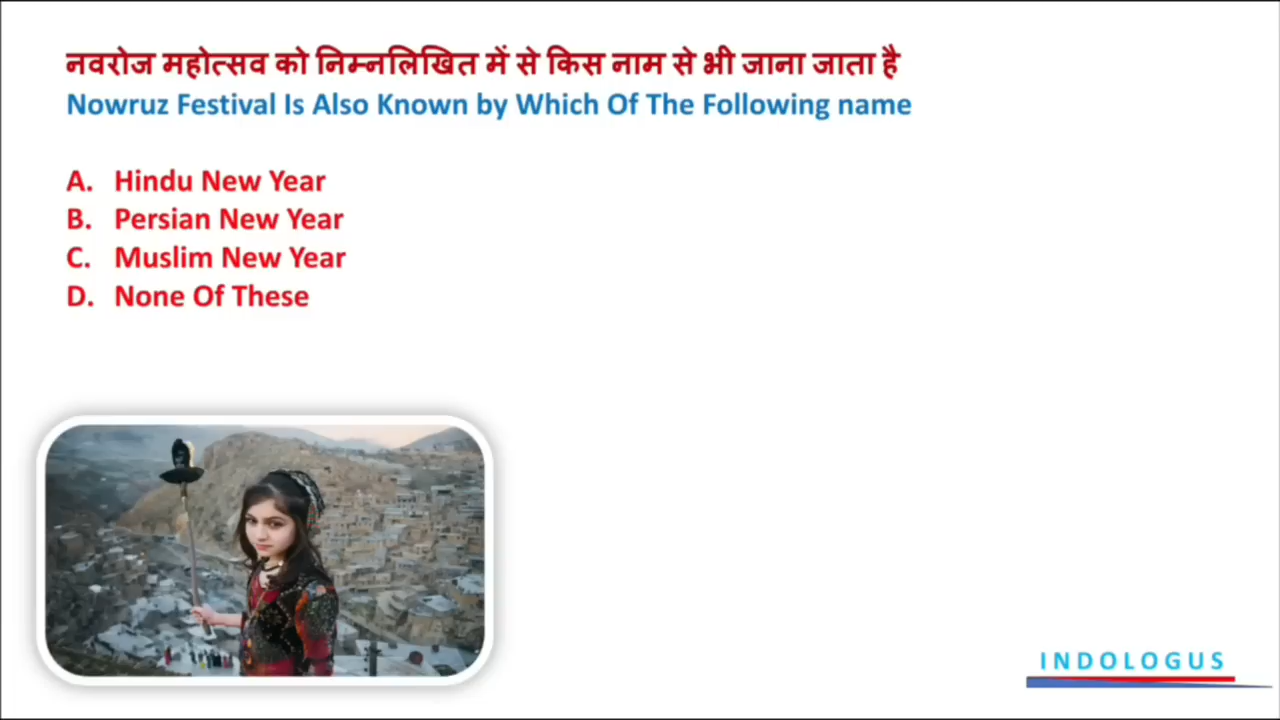 नवरोज महोत्सव को निम्नलिखित में से किस नाम से भी जाना जाता है
Nowruz Festival Is Also Known by Which Of The Following name
A. Hindu New Year
B. Persian New Year
C. Muslim New Year
D. None Of These
INDOLOGUS